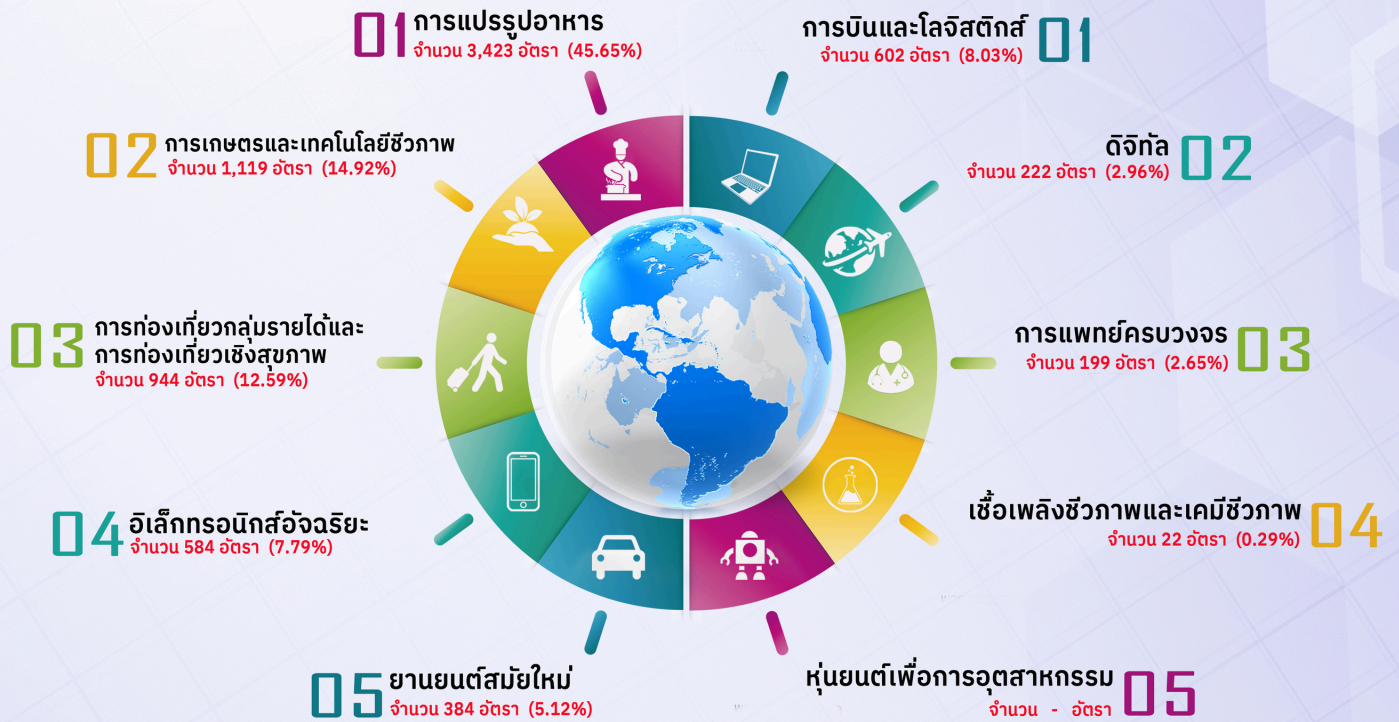 01 การแปรรูปอาหาร
จำนวน 3,423 อัตรา (45.65%)
02 การเกษตรและเทคโนโลยีชีวภาพ
จำนวน 1,119 อัตรา (14.92%)
03 การท่องเที่ยวกลุ่มรายได้และ
การท่องเที่ยวเชิงสุขภาพ
จำนวน 944 อัตรา (12.59%)
04 อิเล็กทรอนิกส์อัจฉริยะ
จำนวน 584 อัตรา (7.79%)
05 ยานยนต์สมัยใหม่
จำนวน 384 อัตรา (5.12%)
การบินและโลจิสติกส์ 01
จำนวน 602 อัตรา (8.03%)
ดิจิทัล 02
จำนวน 222 อัตรา (2.96%)
การแพทย์ครบวงจร 03
จำนวน 199 อัตรา (2.65%)
เชื้อเพลิงชีวภาพและเคมีชีวภาพ 04
จำนวน 22 อัตรา (0.29%)
หุ่นยนต์เพื่อการอุตสาหกรรม 05
จำนวน - อัตรา